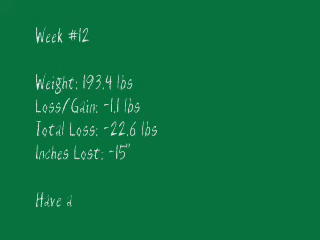 Week #12
Weight: 193.4 lbs
Loss/Gain: -1.1 lbs
Total Loss: -22.6 lbs
Inches Lost: -15"
Have a